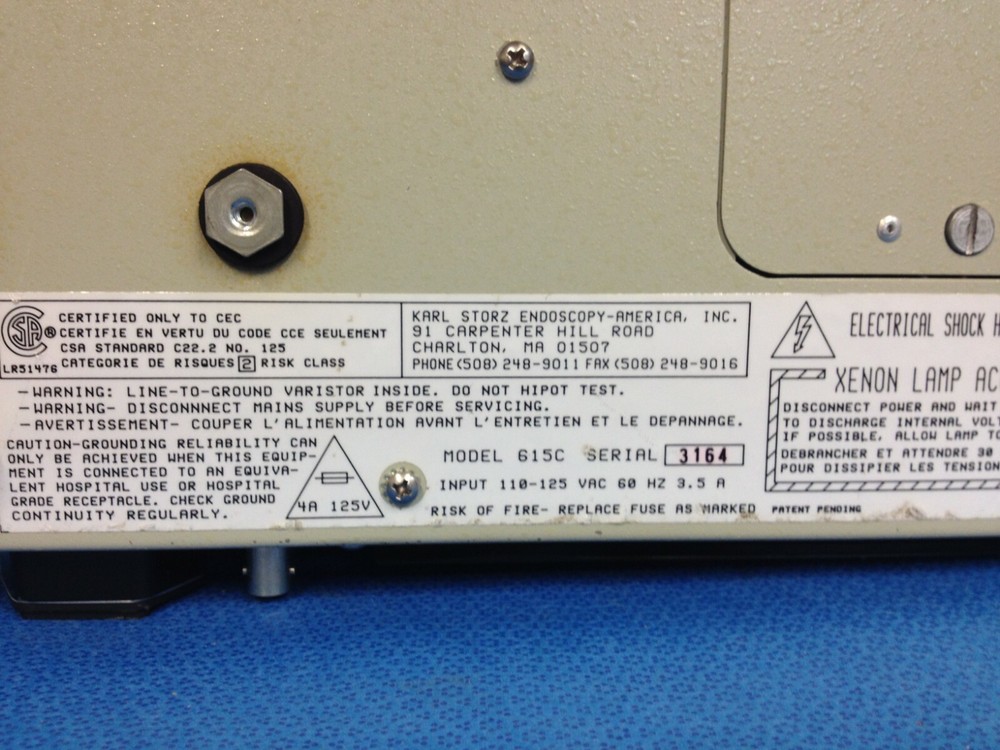 CSA ®
LR51476
CERTIFIED ONLY TO CEC
CERTIFIE EN VERTU DU CODE CCE SEULEMENT
CSA STANDARD C22.2 NO. 125
CATEGORIE DE RISQUES 2 RISK CLASS
KARL STORZ ENDOSCOPY-AMERICA, INC.
91 CARPENTER HILL ROAD
CHARLTON, MA 01507
PHONE (508) 248-9011 FAX (508) 248-9016
-WARNING: LINE-TO-GROUND VARISTOR INSIDE. DO NOT HIPOT TEST.
-WARNING- DISCONNNECT MAINS SUPPLY BEFORE SERVICING.
-AVERTISSEMENT- COUPER L'ALIMENTATION AVANT L'ENTRETIEN ET LE DEPANNAGE.
CAUTION-GROUNDING RELIABILITY CAN
ONLY BE ACHIEVED WHEN THIS EQUIP-
MENT IS CONNECTED TO AN EQUIVA-
LENT HOSPITAL USE OR HOSPITAL
GRADE RECEPTACLE. CHECK GROUND
CONTINUITY REGULARLY.
4A 125V
MODEL 615C SERIAL 3164
INPUT 110-125 VAC 60 HZ 3.5 A
RISK OF FIRE- REPLACE FUSE AS MARKED
PATENT PENDING
ELECTRICAL SHOCK H
XENON LAMP AC
DISCONNECT POWER AND WAIT
TO DISCHARGE INTERNAL VOL
IF POSSIBLE, ALLOW LAMP TO
DEBRANCHER ET ATTENDRE 30
POUR DISSIPIER LES TENSION